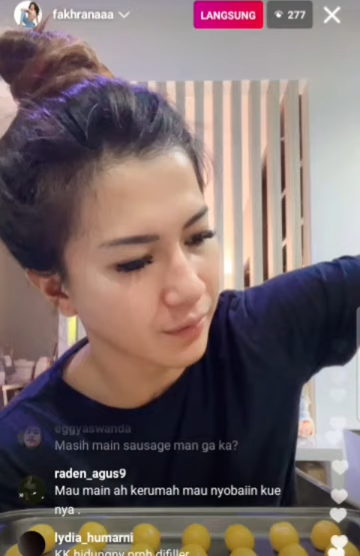 fakhranaaa
LANGSUNG
277
eggyaswanda
Masih main sausage man ga ka?
raden_agus9
Mau main ah kerumah mau nyobaiin kue
nya .
lydia_humarni
KK hidungny prnh difiller